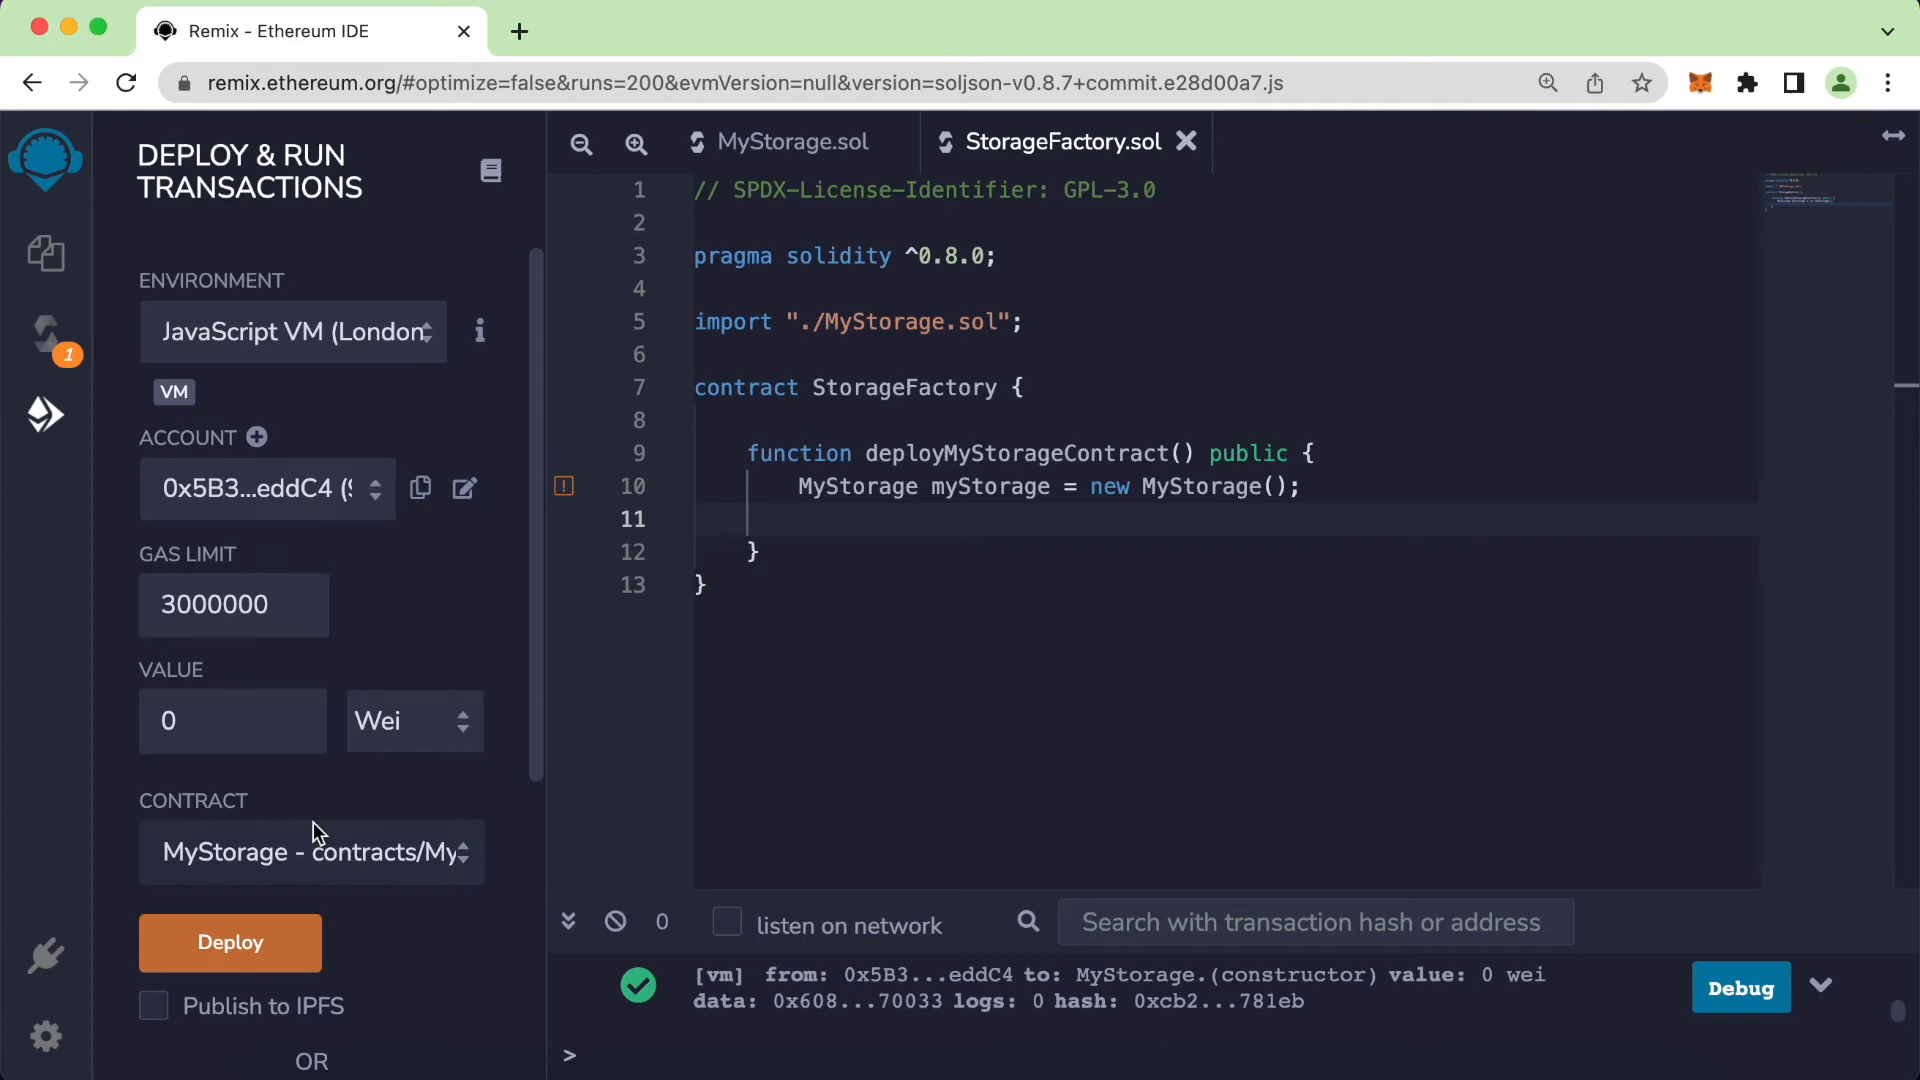 Remix - Ethereum IDE
remix.ethereum.org/#optimize=false&runs=200&evmVersion=null&version=soljson-v0.8.7+commit.e28d00a7.js
DEPLOY & RUN
TRANSACTIONS
ENVIRONMENT
JavaScript VM (London
VM
ACCOUNT
0x5B3...eddC4 (9
GAS LIMIT
3000000
VALUE
0
Wei
CONTRACT
MyStorage - contracts/My
Deploy
Publish to IPFS
OR
1
MyStorage.sol
StorageFactory.sol
1 // SPDX-License-Identifier: GPL-3.0
2
3 pragma solidity ^0.8.0;
4
5 import "./MyStorage.sol";
6
7 contract StorageFactory {
8
9 function deployMyStorageContract() public {
10 MyStorage myStorage = new MyStorage();
11
12 }
13 }
0
listen on network
Search with transaction hash or address
[vm] from: 0x5B3...eddC4 to: MyStorage.(constructor) value: 0 wei
data: 0x608...70033 logs: 0 hash: 0xcb2...781eb
Debug
>